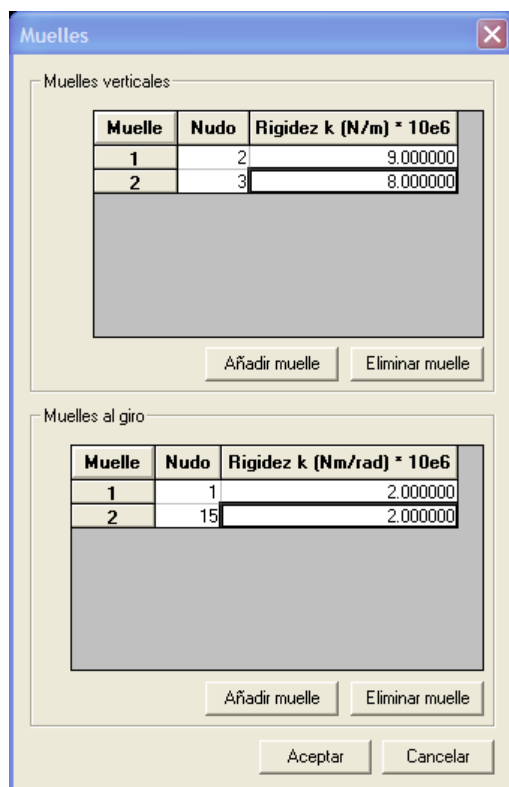 Muelles
Muelles verticales
Muelle Nudo Rigidez k (N/m) * 10e6
1 2 9.000000
2 3 8.000000
Añadir muelle Eliminar muelle
Muelles al giro
Muelle Nudo Rigidez k (Nm/rad) * 10e6
1 1 2.000000
2 15 2.000000
Añadir muelle Eliminar muelle
Aceptar Cancelar